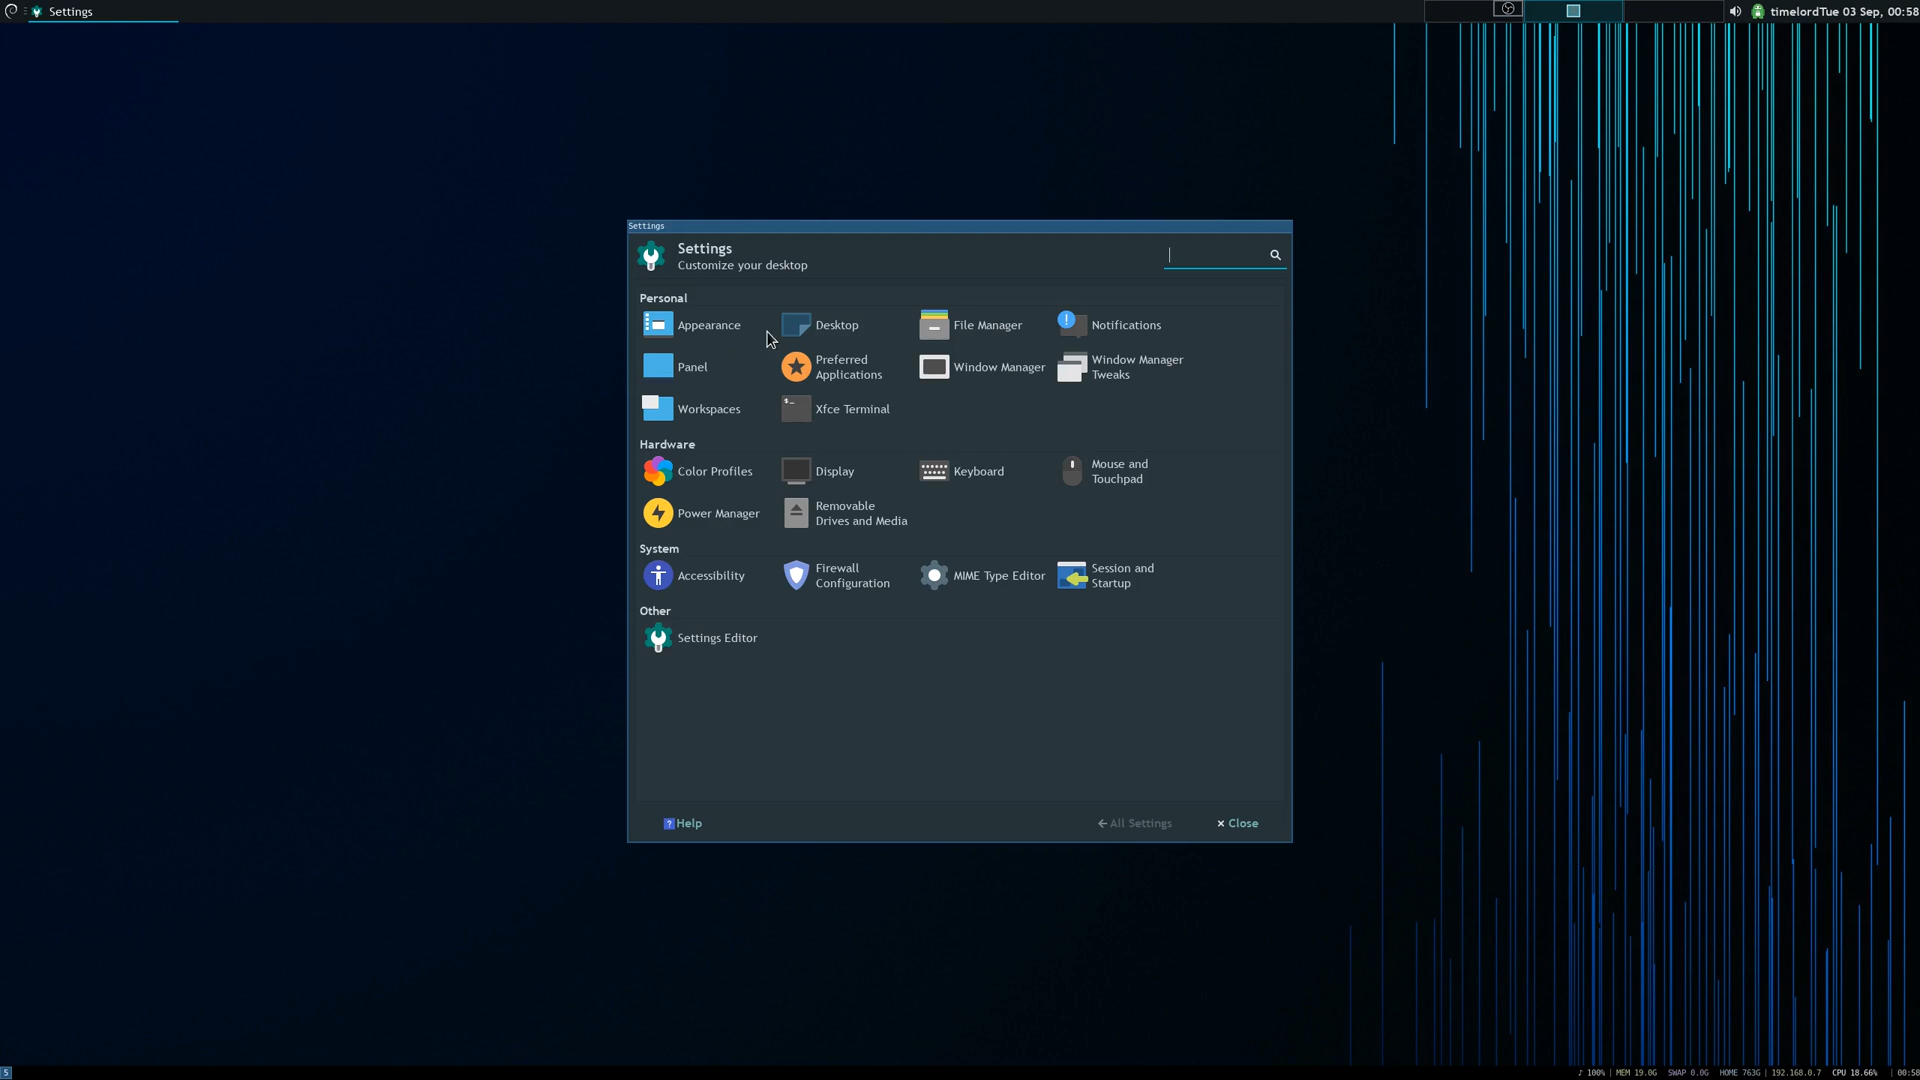 Settings
timelordTue 03 Sep, 00:58
Settings
Settings
Customize your desktop
Personal
Appearance
Desktop
File Manager
Notifications
Panel
Preferred
Applications
Window Manager
Window Manager
Tweaks
Workspaces
$_
Xfce Terminal
Hardware
Color Profiles
Display
Keyboard
Mouse and
Touchpad
Power Manager
Removable
Drives and Media
System
Accessibility
Firewall
Configuration
MIME Type Editor
Session and
Startup
Other
Settings Editor
? Help
All Settings
Close
5
♪ 100% | MEM 19.0G SWAP 0.0G HOME 763G | 192.168.0.7 CPU 18.66% | 00:58